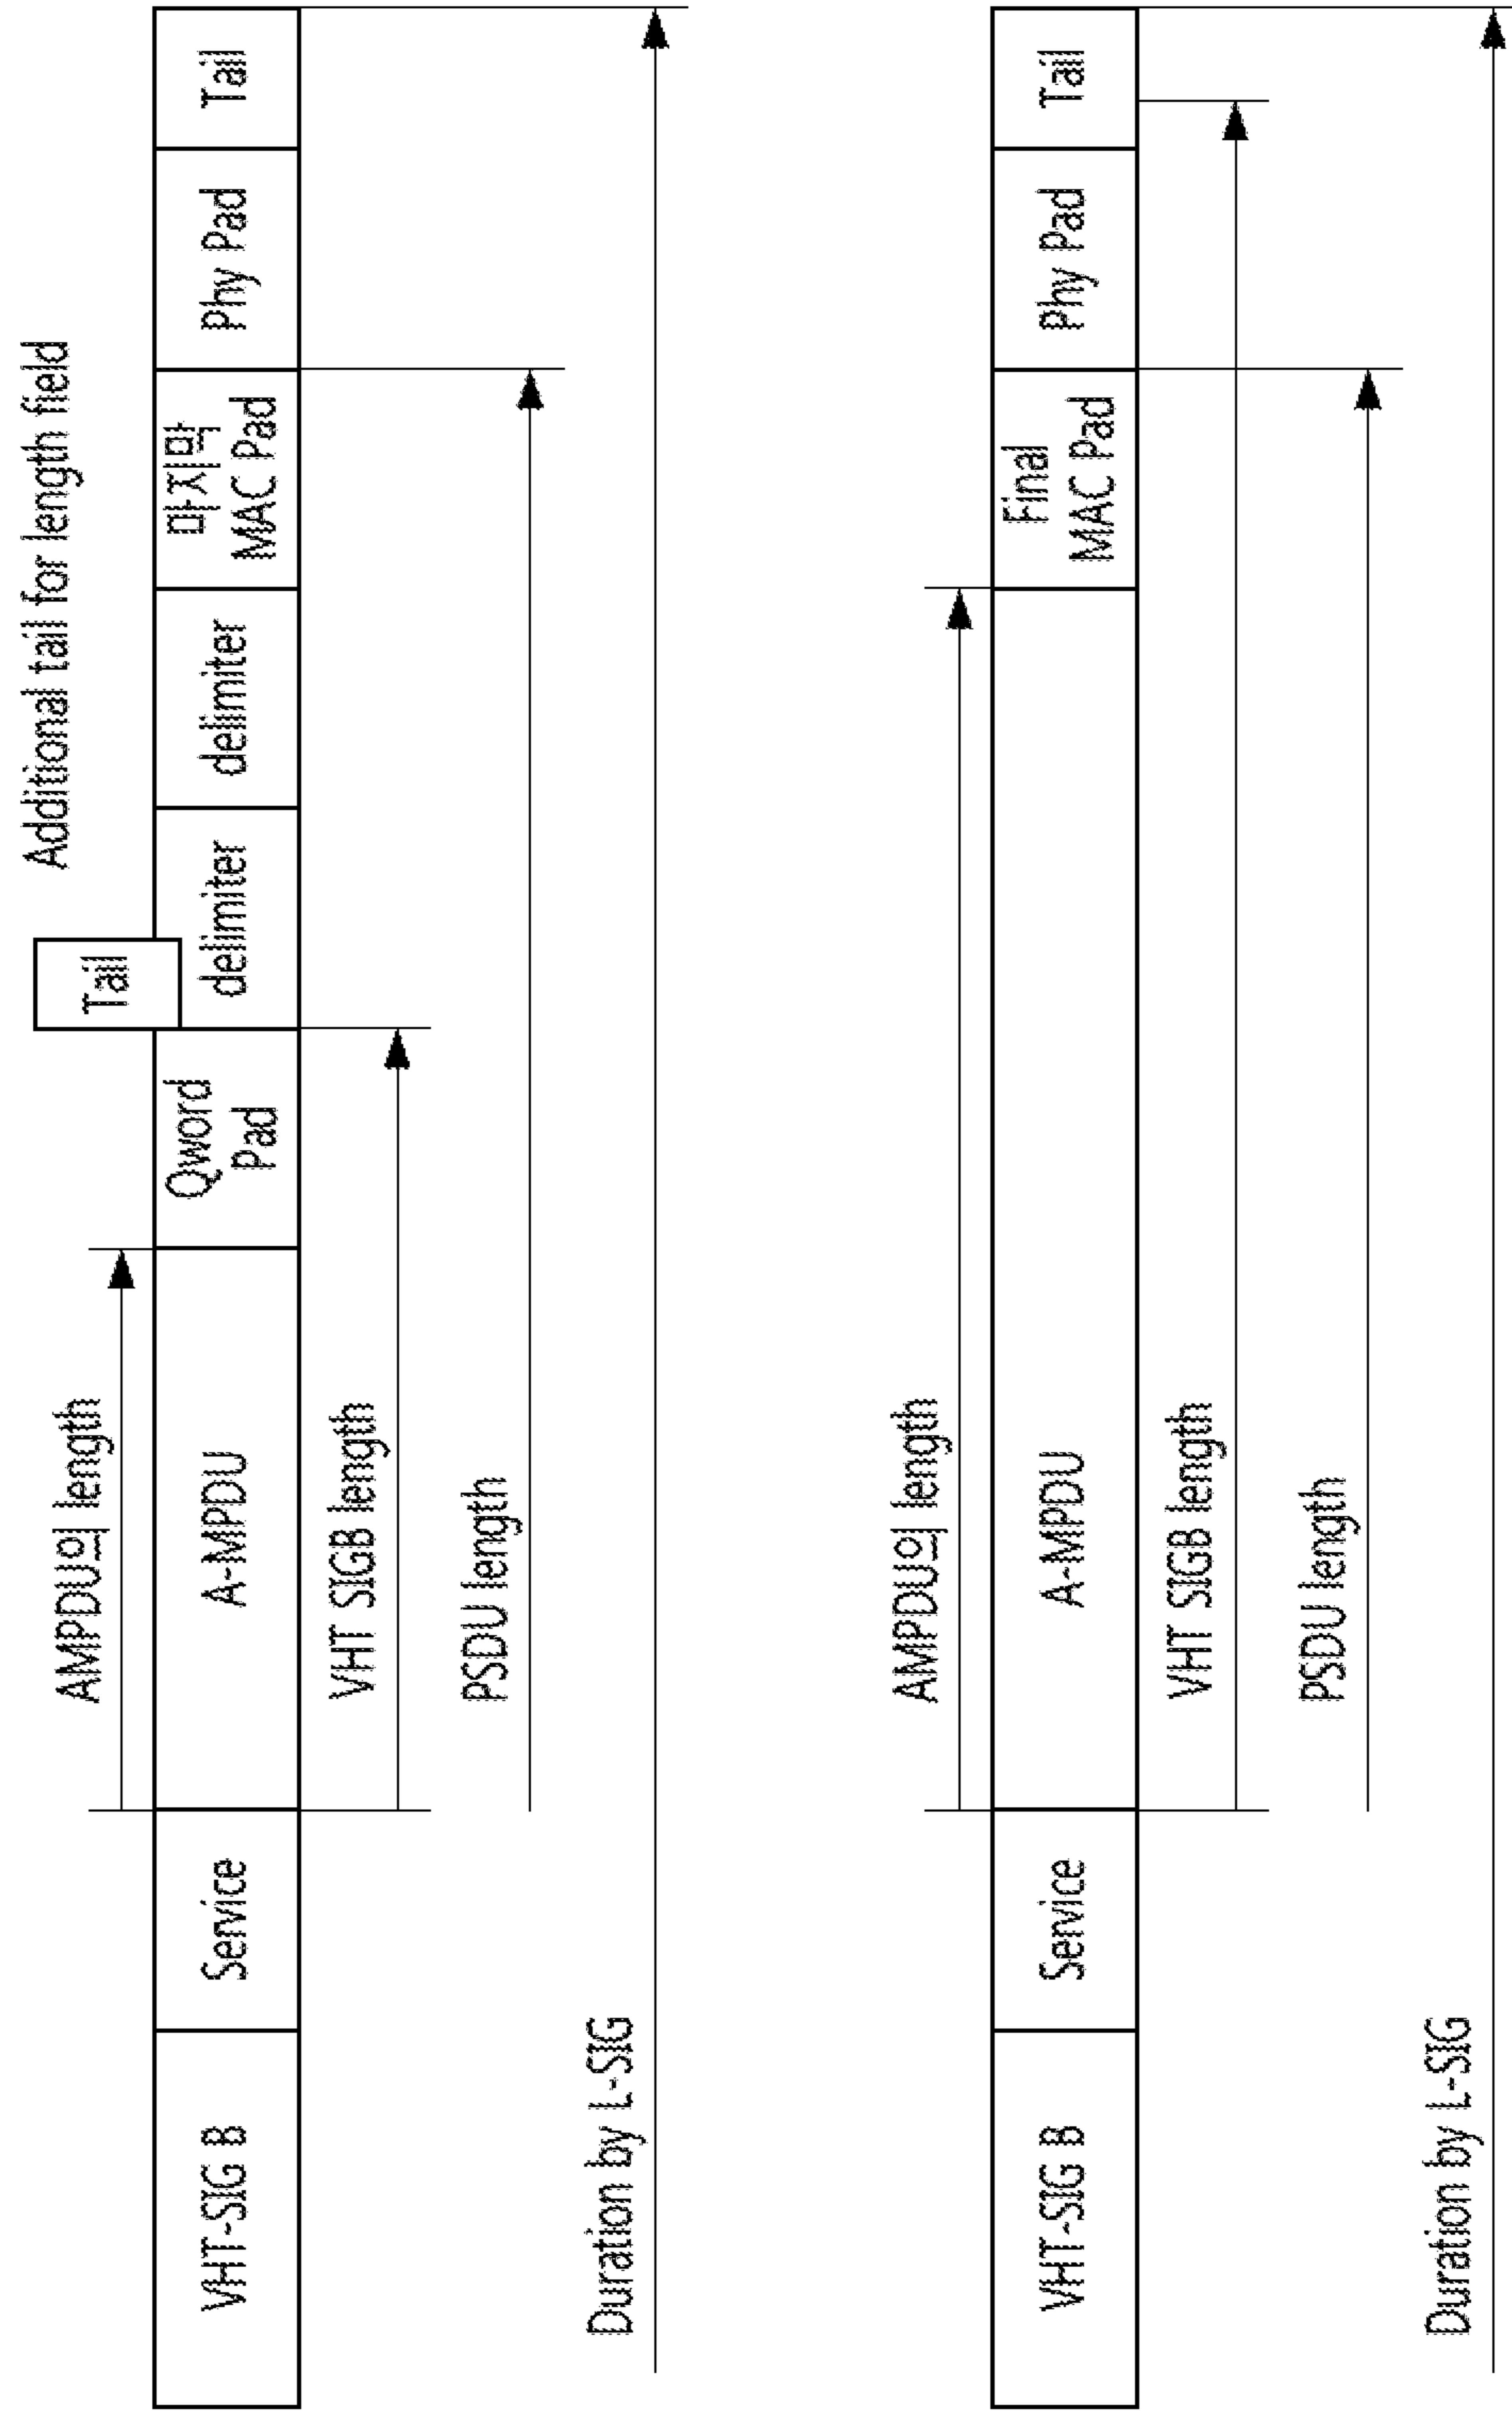 Additional tail for length field
AMPDU의 length
Tail
VHT-SIG B
Service
A-MPDU
Qword
Pad
delimiter
delimiter
마지막
MAC Pad
Phy Pad
Tail
VHT SIGB length
PSDU length
Duration by L-SIG
AMPDU의 length
VHT-SIG B
Service
A-MPDU
Final
MAC Pad
Phy Pad
Tail
VHT SIGB length
PSDU length
Duration by L-SIG